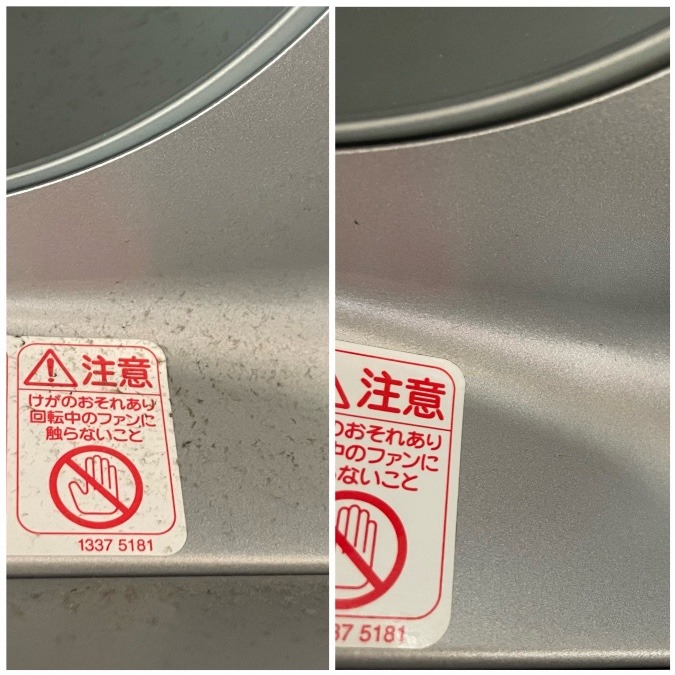 注意
けがのおそれあり
回転中のファンに
触らないこと
1337 5181
注意
のおそれあり
中のファンに
ないこと
37 5181